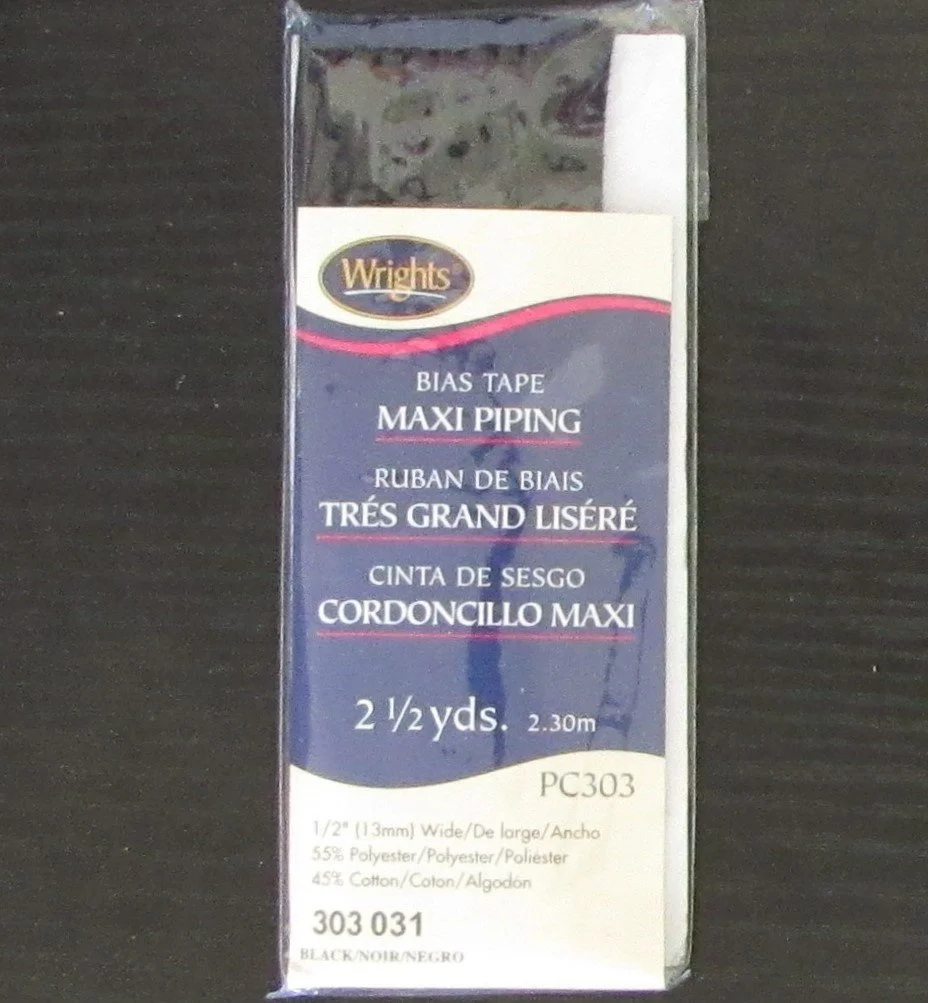 Wrights®
BIAS TAPE
MAXI PIPING
RUBAN DE BIAIS
TRÉS GRAND LISÉRÉ
CINTA DE SESGO
CORDONCILLO MAXI
2 ½ yds. 2.30m
PC303
1/2" (13mm) Wide/De large/Ancho
55% Polyester/Polyester/Poliéster
45% Cotton/Coton/Algodón
303 031
BLACK/NOIR/NEGRO